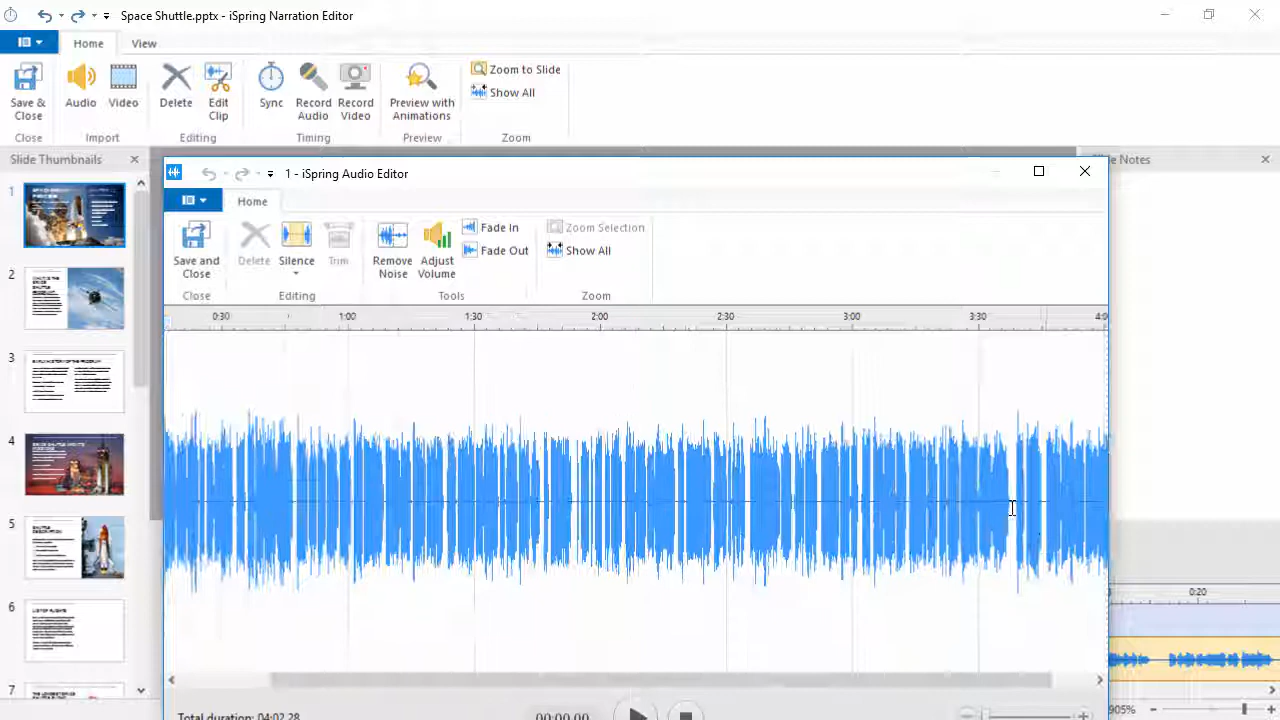 Space Shuttle.pptx - iSpring Narration Editor
Home View
Save & Close
Audio
Video
Delete
Edit Clip
Sync
Record Audio
Record Video
Preview with Animations
Zoom to Slide
Show All
Close
Import
Editing
Timing
Preview
Zoom
Slide Thumbnails
Notes
1 - iSpring Audio Editor
Home
Save and Close
Delete
Silence
Trim
Remove Noise
Adjust Volume
Fade In
Fade Out
Zoom Selection
Show All
Close
Editing
Tools
Zoom
0:30 1:00 1:30 2:00 2:30 3:00 3:30
1
2
3
4
5
6
7
0:20
905%
Total duration: 04:02.28
00:00.00